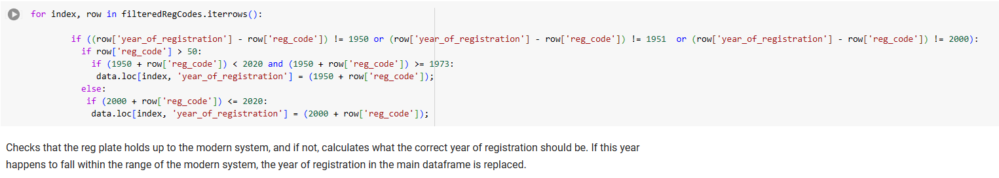 for index, row in filteredRegCodes.iterrows():
if ((row['year_of_registration'] - row['reg_code']) != 1950 or (row['year_of_registration'] - row['reg_code']) != 1951  or (row['year_of_registration'] - row['reg_code']) != 2000):
if row['reg_code'] > 50:
if (1950 + row['reg_code']) < 2020 and (1950 + row['reg_code']) >= 1973:
data.loc[index, 'year_of_registration'] = (1950 + row['reg_code']);
else:
if (2000 + row['reg_code']) <= 2020:
data.loc[index, 'year_of_registration'] = (2000 + row['reg_code']);
Checks that the reg plate holds up to the modern system, and if not, calculates what the correct year of registration should be. If this year
happens to fall within the range of the modern system, the year of registration in the main dataframe is replaced.